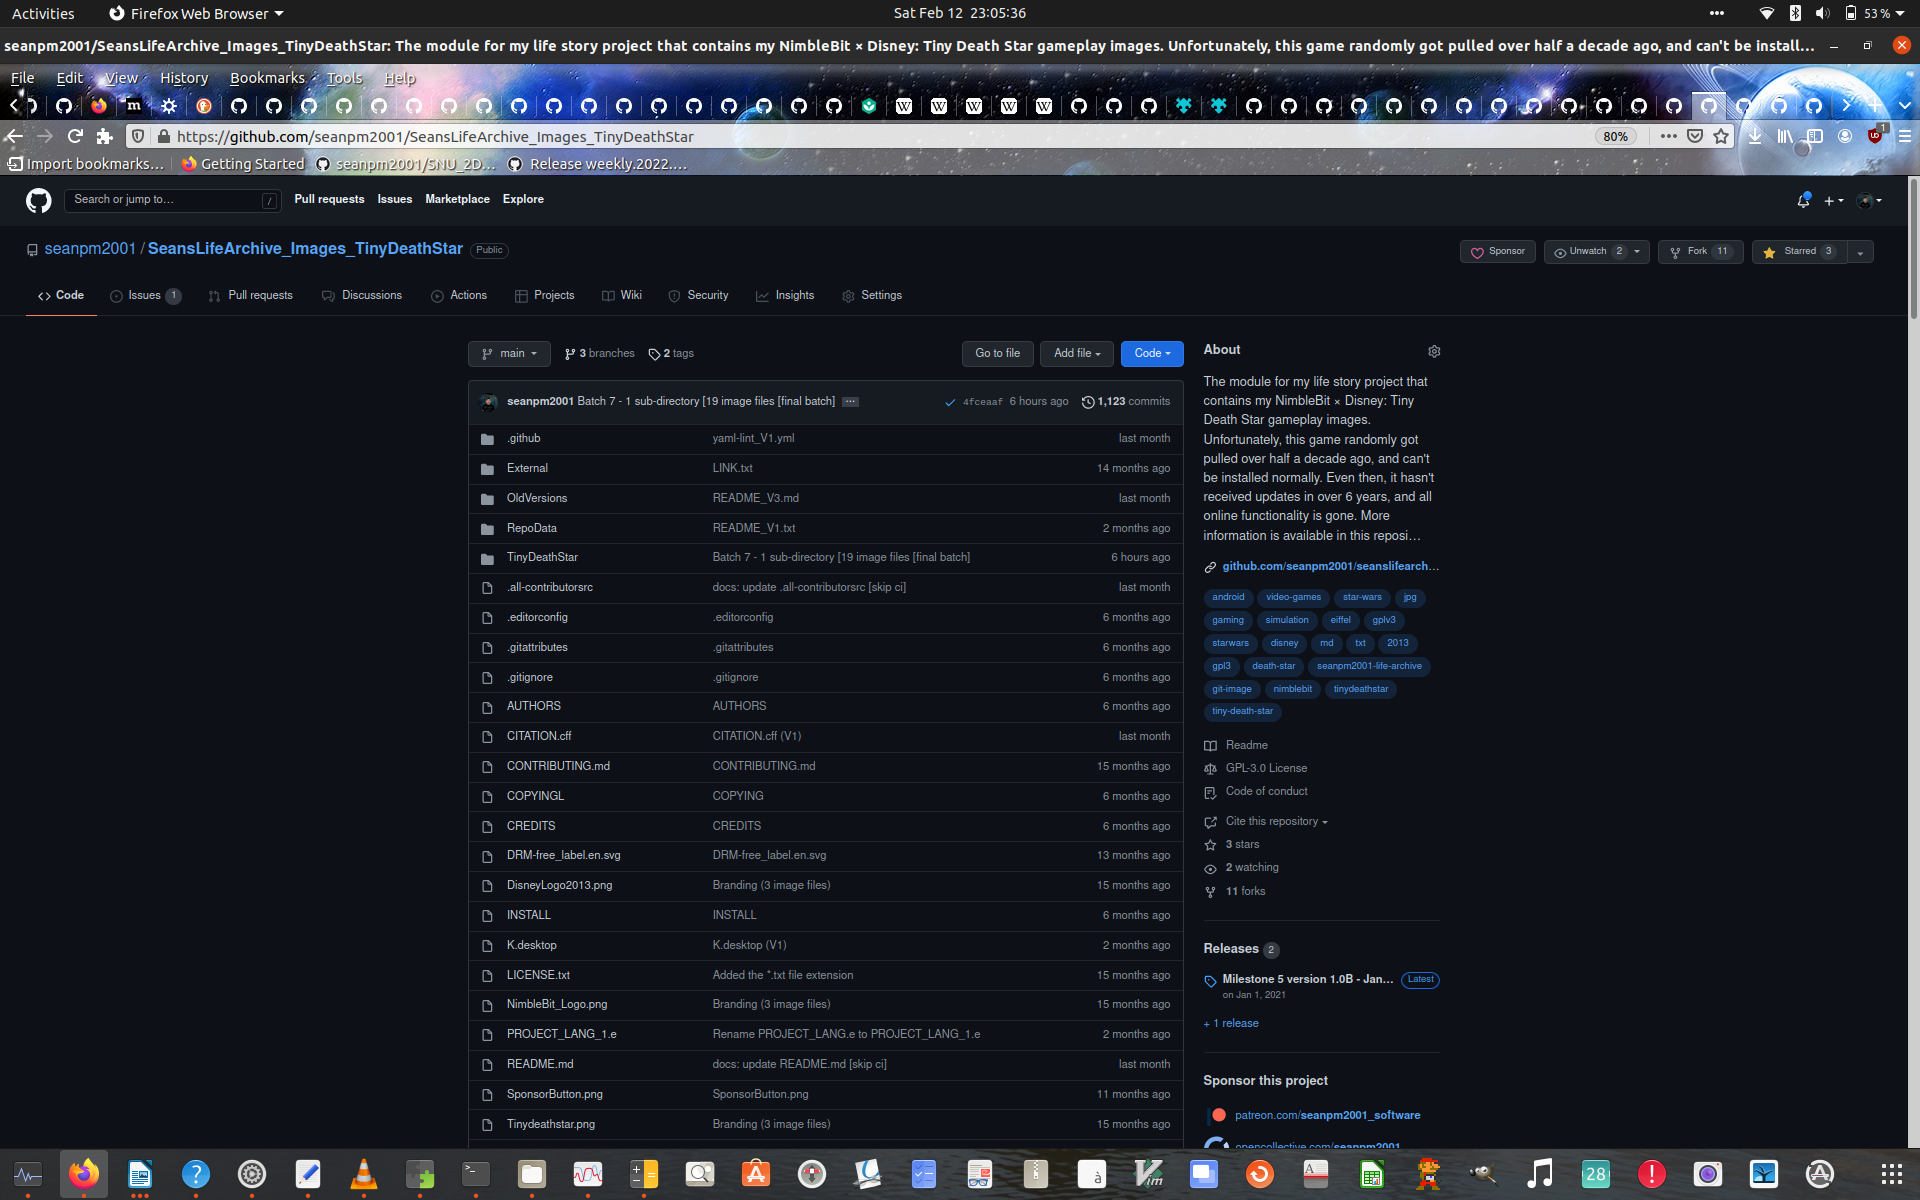 Activities
Firefox Web Browser
Sat Feb 12 23:05:36
53 %
seanpm2001/SeansLifeArchive_Images_TinyDeathStar: The module for my life story project that contains my NimbleBit × Disney: Tiny Death Star gameplay images. Unfortunately, this game randomly got pulled over half a decade ago, and can't be install...
File Edit View History Bookmarks Tools Help
https://github.com/seanpm2001/SeansLifeArchive_Images_TinyDeathStar
80%
1
Import bookmarks...
Getting Started
seanpm2001/SNU_2D...
Release weekly.2022....
Search or jump to...
/
Pull requests
Issues
Marketplace
Explore
seanpm2001 / SeansLifeArchive_Images_TinyDeathStar
Public
Sponsor
Unwatch 2
Fork 11
Starred 3
Code
Issues 1
Pull requests
Discussions
Actions
Projects
Wiki
Security
Insights
Settings
main
3 branches
2 tags
Go to file
Add file
Code
seanpm2001 Batch 7 - 1 sub-directory [19 image files [final batch] ...
4fceaaf 6 hours ago
1,123 commits
.github yaml-lint_V1.yml last month
External LINK.txt 14 months ago
OldVersions README_V3.md last month
RepoData README_V1.txt 2 months ago
TinyDeathStar Batch 7 - 1 sub-directory [19 image files [final batch] 6 hours ago
.all-contributorsrc docs: update .all-contributorsrc [skip ci] last month
.editorconfig .editorconfig 6 months ago
.gitattributes .gitattributes 6 months ago
.gitignore .gitignore 6 months ago
AUTHORS AUTHORS 6 months ago
CITATION.cff CITATION.cff (V1) last month
CONTRIBUTING.md CONTRIBUTING.md 15 months ago
COPYINGL COPYING 6 months ago
CREDITS CREDITS 6 months ago
DRM-free_label.en.svg DRM-free_label.en.svg 13 months ago
DisneyLogo2013.png Branding (3 image files) 15 months ago
INSTALL INSTALL 6 months ago
K.desktop K.desktop (V1) 2 months ago
LICENSE.txt Added the *.txt file extension 15 months ago
NimbleBit_Logo.png Branding (3 image files) 15 months ago
PROJECT_LANG_1.e Rename PROJECT_LANG.e to PROJECT_LANG_1.e 2 months ago
README.md docs: update README.md [skip ci] last month
SponsorButton.png SponsorButton.png 11 months ago
Tinydeathstar.png Branding (3 image files) 15 months ago
About
The module for my life story project that
contains my NimbleBit × Disney: Tiny
Death Star gameplay images.
Unfortunately, this game randomly got
pulled over half a decade ago, and can't
be installed normally. Even then, it hasn't
received updates in over 6 years, and all
online functionality is gone. More
information is available in this reposi...
github.com/seanpm2001/seanslifearch...
android video-games star-wars jpg
gaming simulation eiffel gplv3
starwars disney md txt 2013
gpl3 death-star seanpm2001-life-archive
git-image nimblebit tinydeathstar
tiny-death-star
Readme
GPL-3.0 License
Code of conduct
Cite this repository
3 stars
2 watching
11 forks
Releases 2
Milestone 5 version 1.0B - Jan... Latest
on Jan 1, 2021
+ 1 release
Sponsor this project
patreon.com/seanpm2001_software
opencollective.com/seanpm2001
28